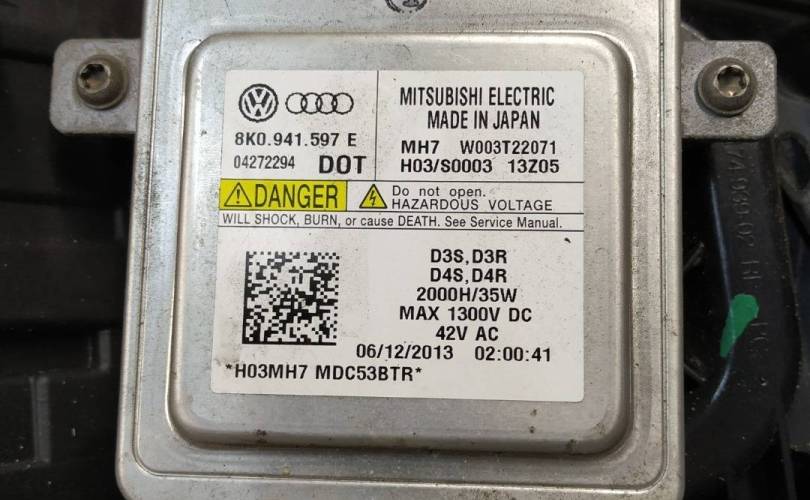 8K0.941.597 E
04272294 DOT
MITSUBISHI ELECTRIC
MADE IN JAPAN
MH7 W003T22071
H03/S0003 13Z05
DANGER
Do not open.
HAZARDOUS VOLTAGE
WILL SHOCK, BURN, or cause DEATH. See Service Manual.
D3S,D3R
D4S,D4R
2000H/35W
MAX 1300V DC
42V AC
06/12/2013 02:00:41
*H03MH7 MDC53BTR*